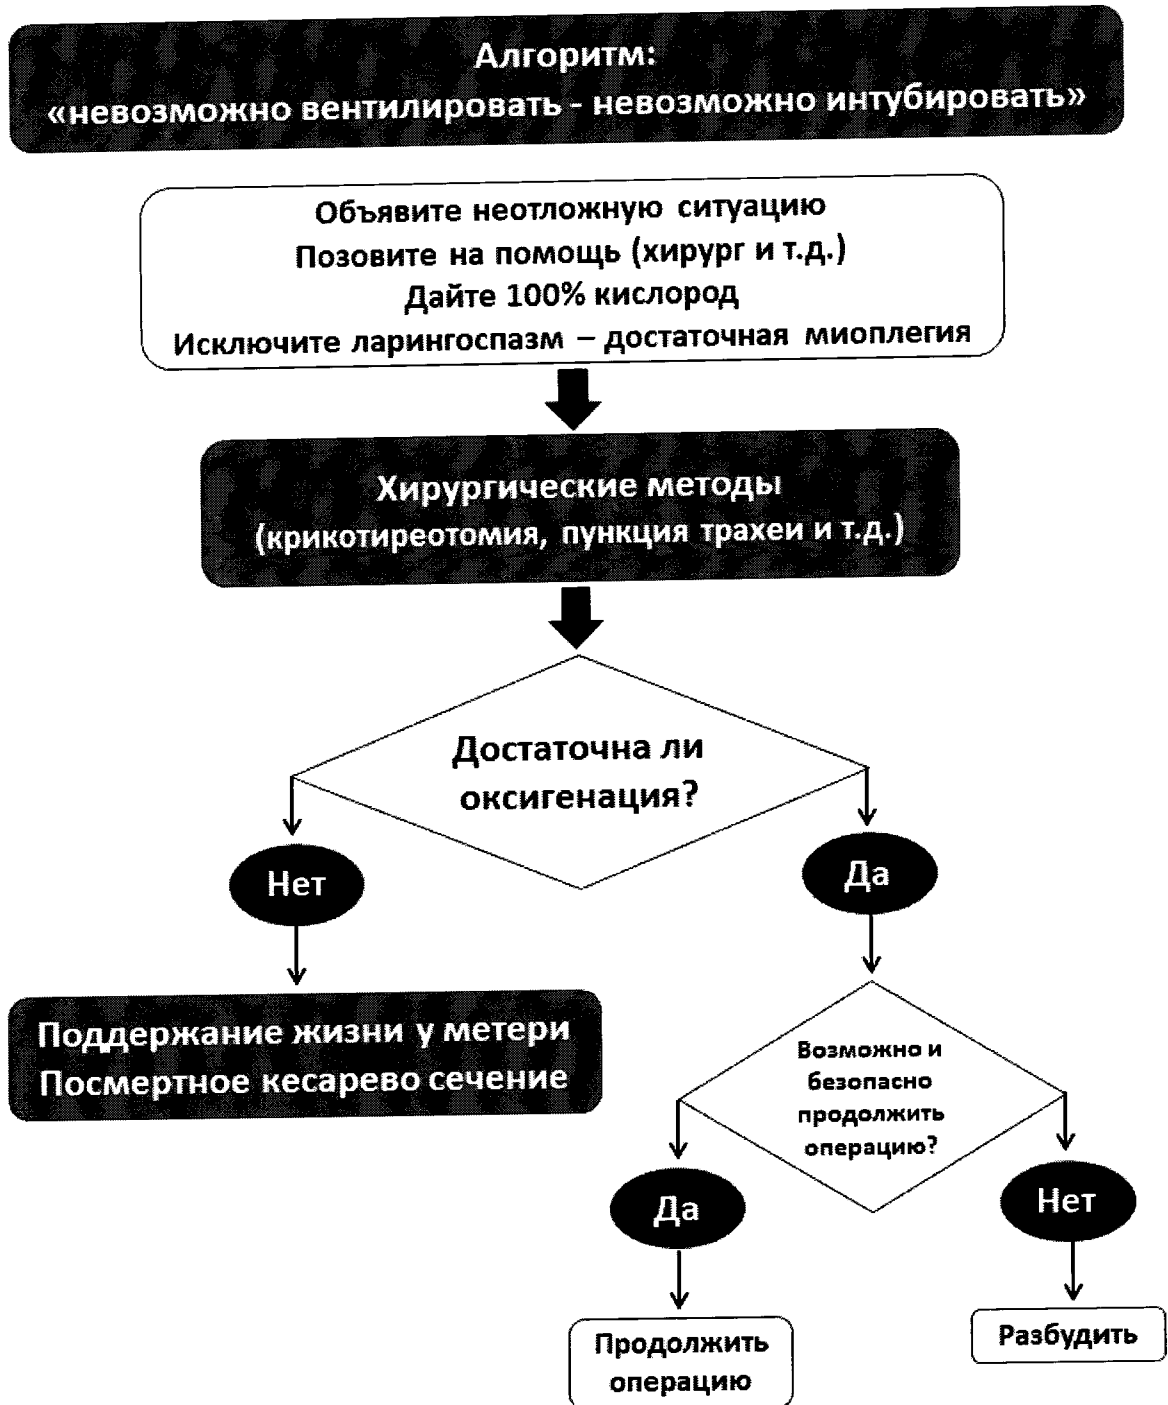 Алгоритм:
«невозможно вентилировать - невозможно интубировать»
Объявите неотложную ситуацию
Позовите на помощь (хирург и т.д.)
Дайте 100% кислород
Исключите ларингоспазм – достаточная миоплегия
Хирургические методы
(крикотиреотомия, пункция трахеи и т.д.)
Достаточна ли
оксигенация?
Нет
Да
Поддержание жизни у метери
Посмертное кесарево сечение
Возможно и
безопасно
продолжить
операцию?
Да
Нет
Продолжить
операцию
Разбудить